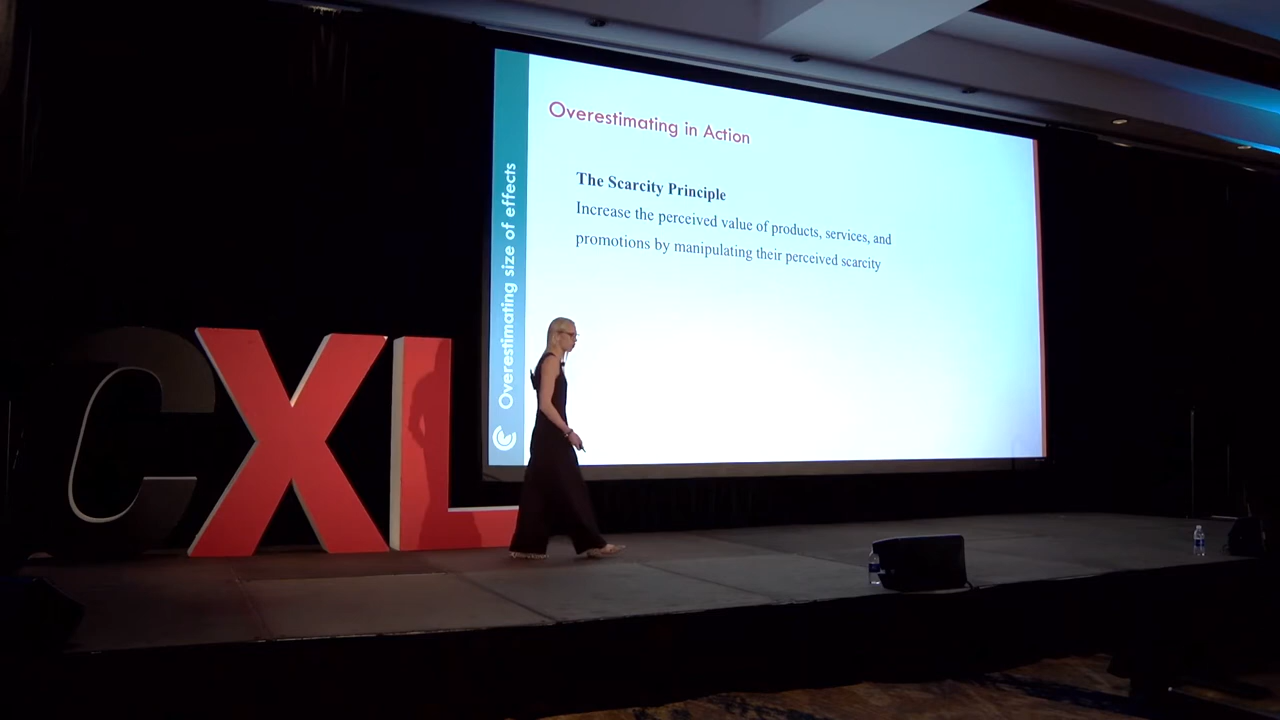 Overestimating in Action
The Scarcity Principle
Increase the perceived value of products, services, and
promotions by manipulating their perceived scarcity
Overestimating size of effects
CXL